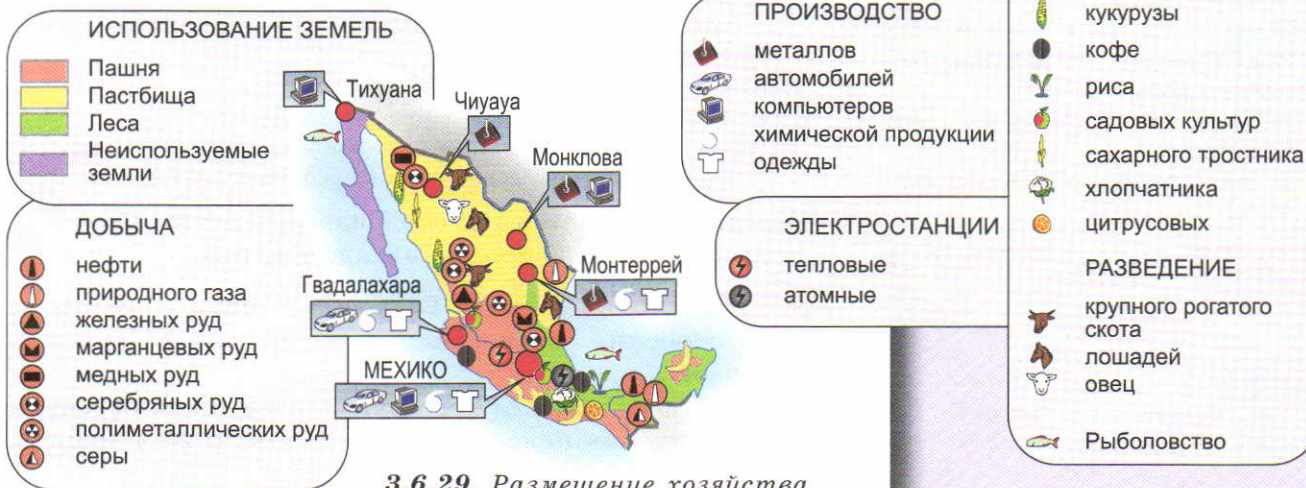 ИСПОЛЬЗОВАНИЕ ЗЕМЕЛЬ
Пашня
Пастбища
Леса
Неиспользуемые
земли
ДОБЫЧА
нефти
природного газа
железных руд
марганцевых руд
медных руд
серебряных руд
полиметаллических руд
серы
Тихуана
Чиуауа
Монклова
Монтеррей
Гвадалахара
МЕХИКО
3.6.29 Размещение хозяйства
ПРОИЗВОДСТВО
металлов
автомобилей
компьютеров
химической продукции
одежды
ЭЛЕКТРОСТАНЦИИ
тепловые
атомные
кукурузы
кофе
риса
садовых культур
сахарного тростника
хлопчатника
цитрусовых
РАЗВЕДЕНИЕ
крупного рогатого
скота
лошадей
овец
Рыболовство